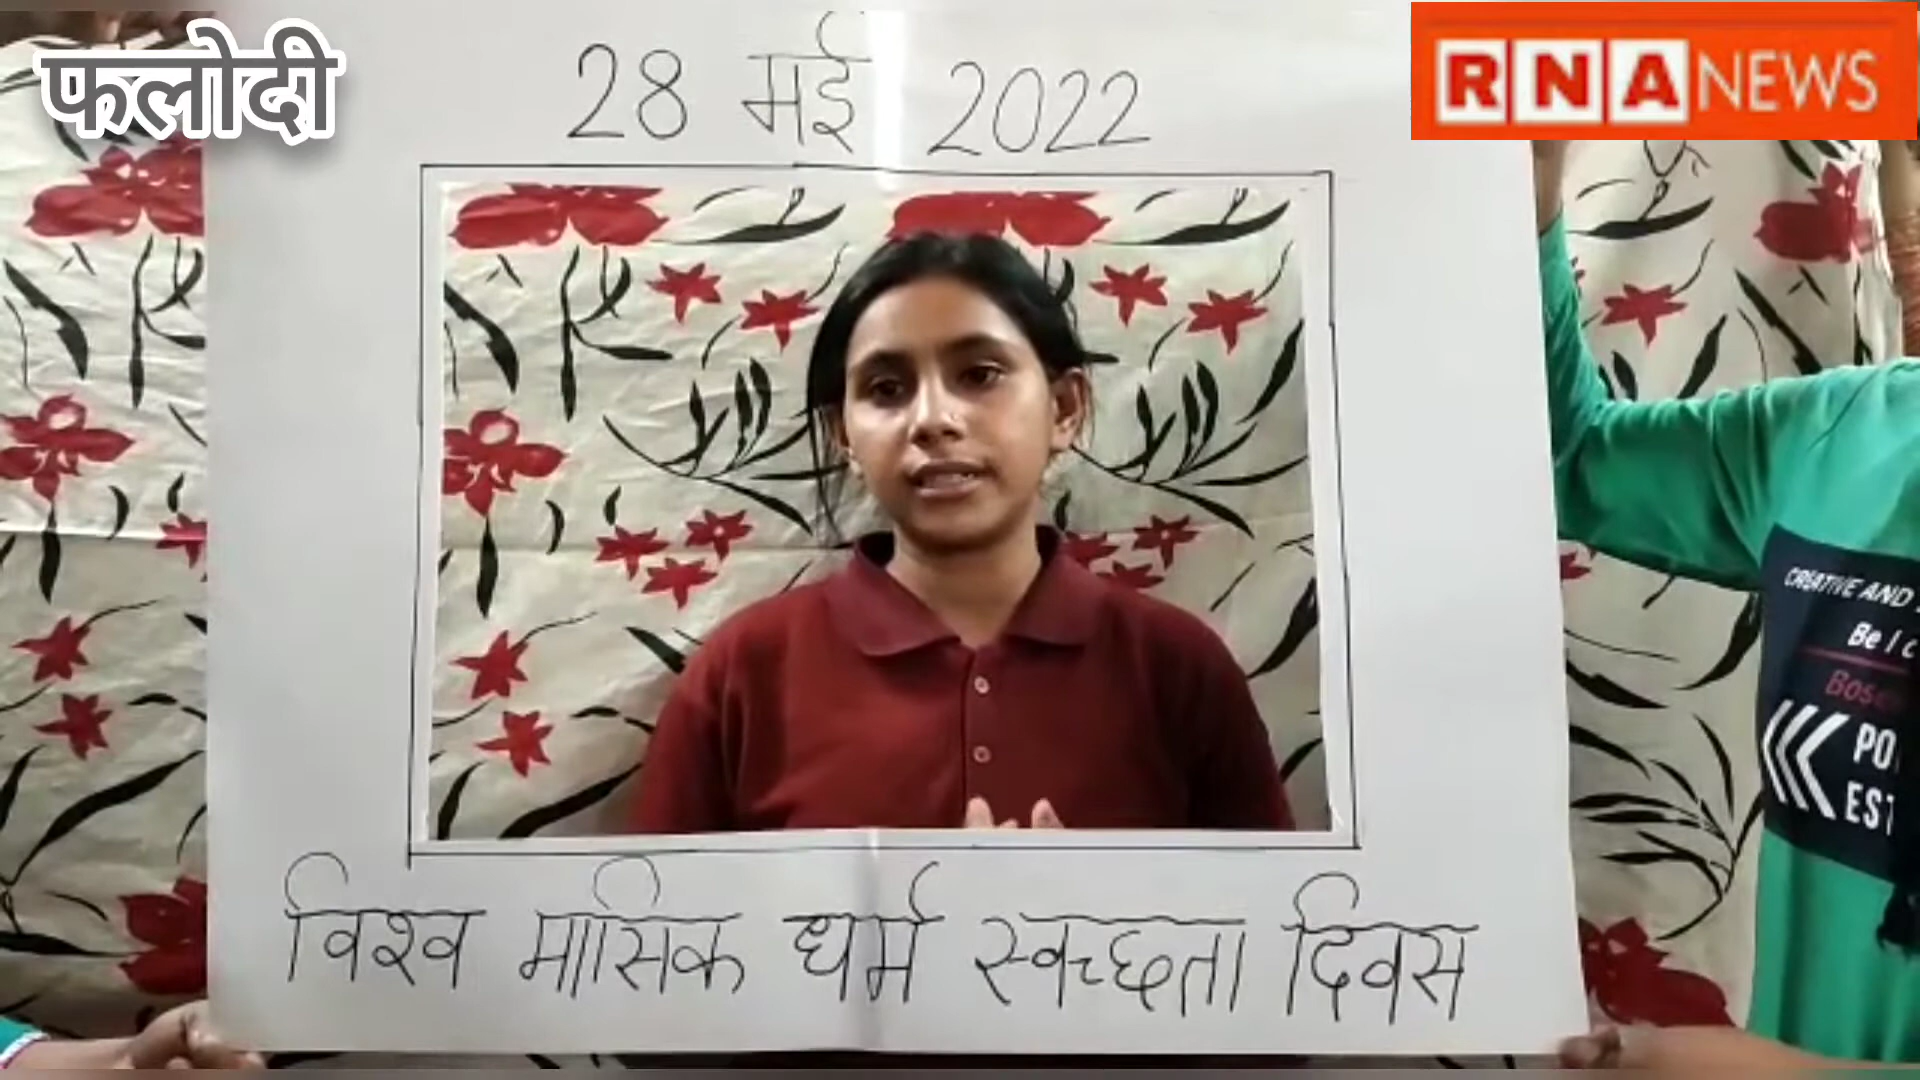 फलोदी
RNA NEWS
28 मई 2022
CREATIVE AND
Be
विश्व मासिक धर्म स्वच्छता दिवस